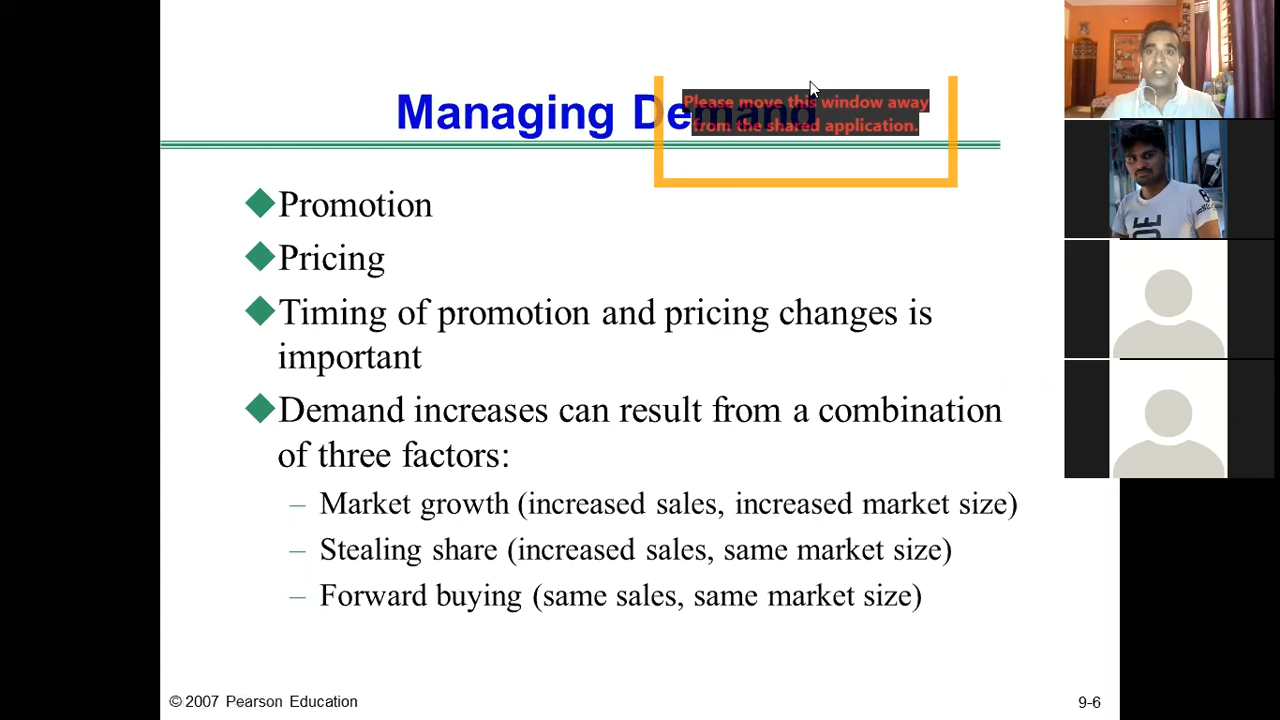 Managing Demand
Please move this window away
from the shared application.
Promotion
Pricing
Timing of promotion and pricing changes is
important
Demand increases can result from a combination
of three factors:
– Market growth (increased sales, increased market size)
– Stealing share (increased sales, same market size)
– Forward buying (same sales, same market size)
© 2007 Pearson Education
9-6